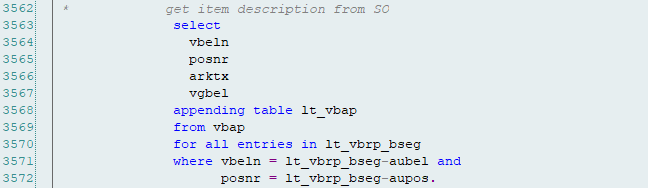 3562 * get item description from SO
3563 select
3564 vbeln
3565 posnr
3566 arktx
3567 vgbel
3568 appending table lt_vbap
3569 from vbap
3570 for all entries in lt_vbrp_bseg
3571 where vbeln = lt_vbrp_bseg-aubel and
3572 posnr = lt_vbrp_bseg-aupos.